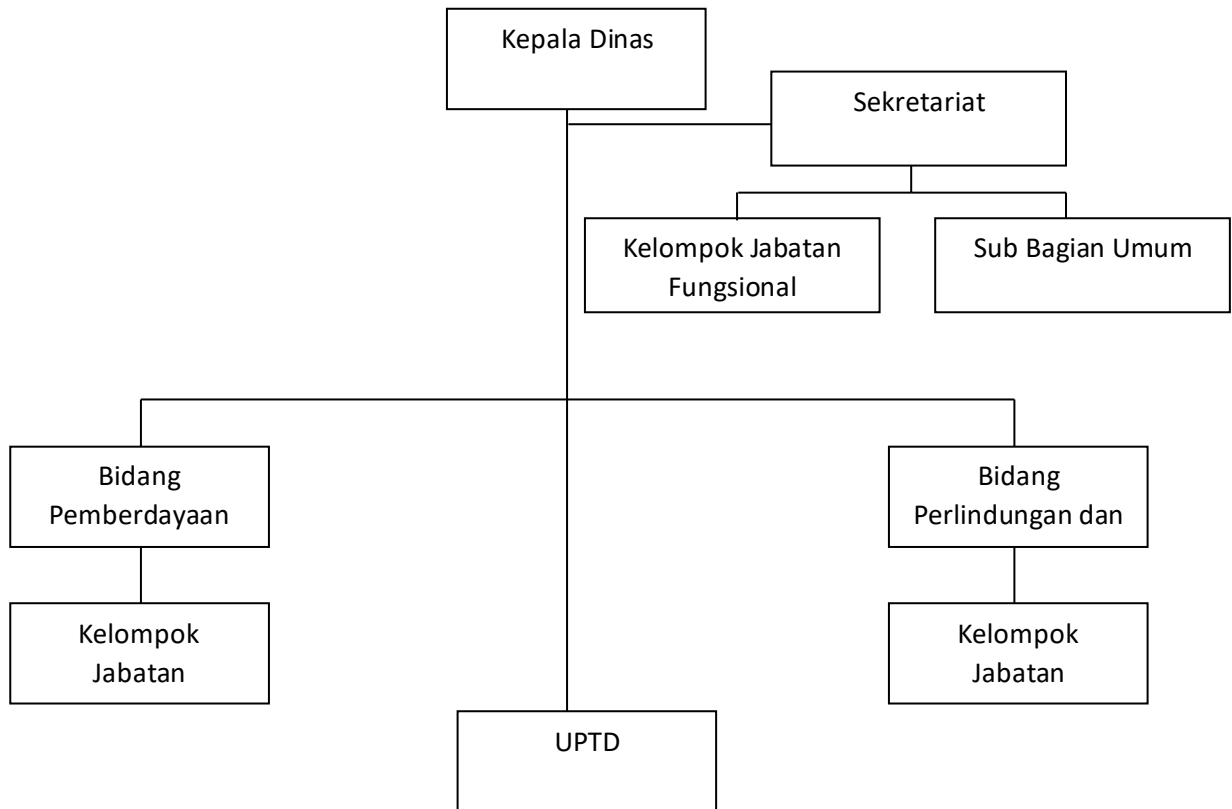 Kepala Dinas
Sekretariat
Kelompok Jabatan
Fungsional
Sub Bagian Umum
Bidang
Pemberdayaan
Bidang
Perlindungan dan
Kelompok
Jabatan
Kelompok
Jabatan
UPTD